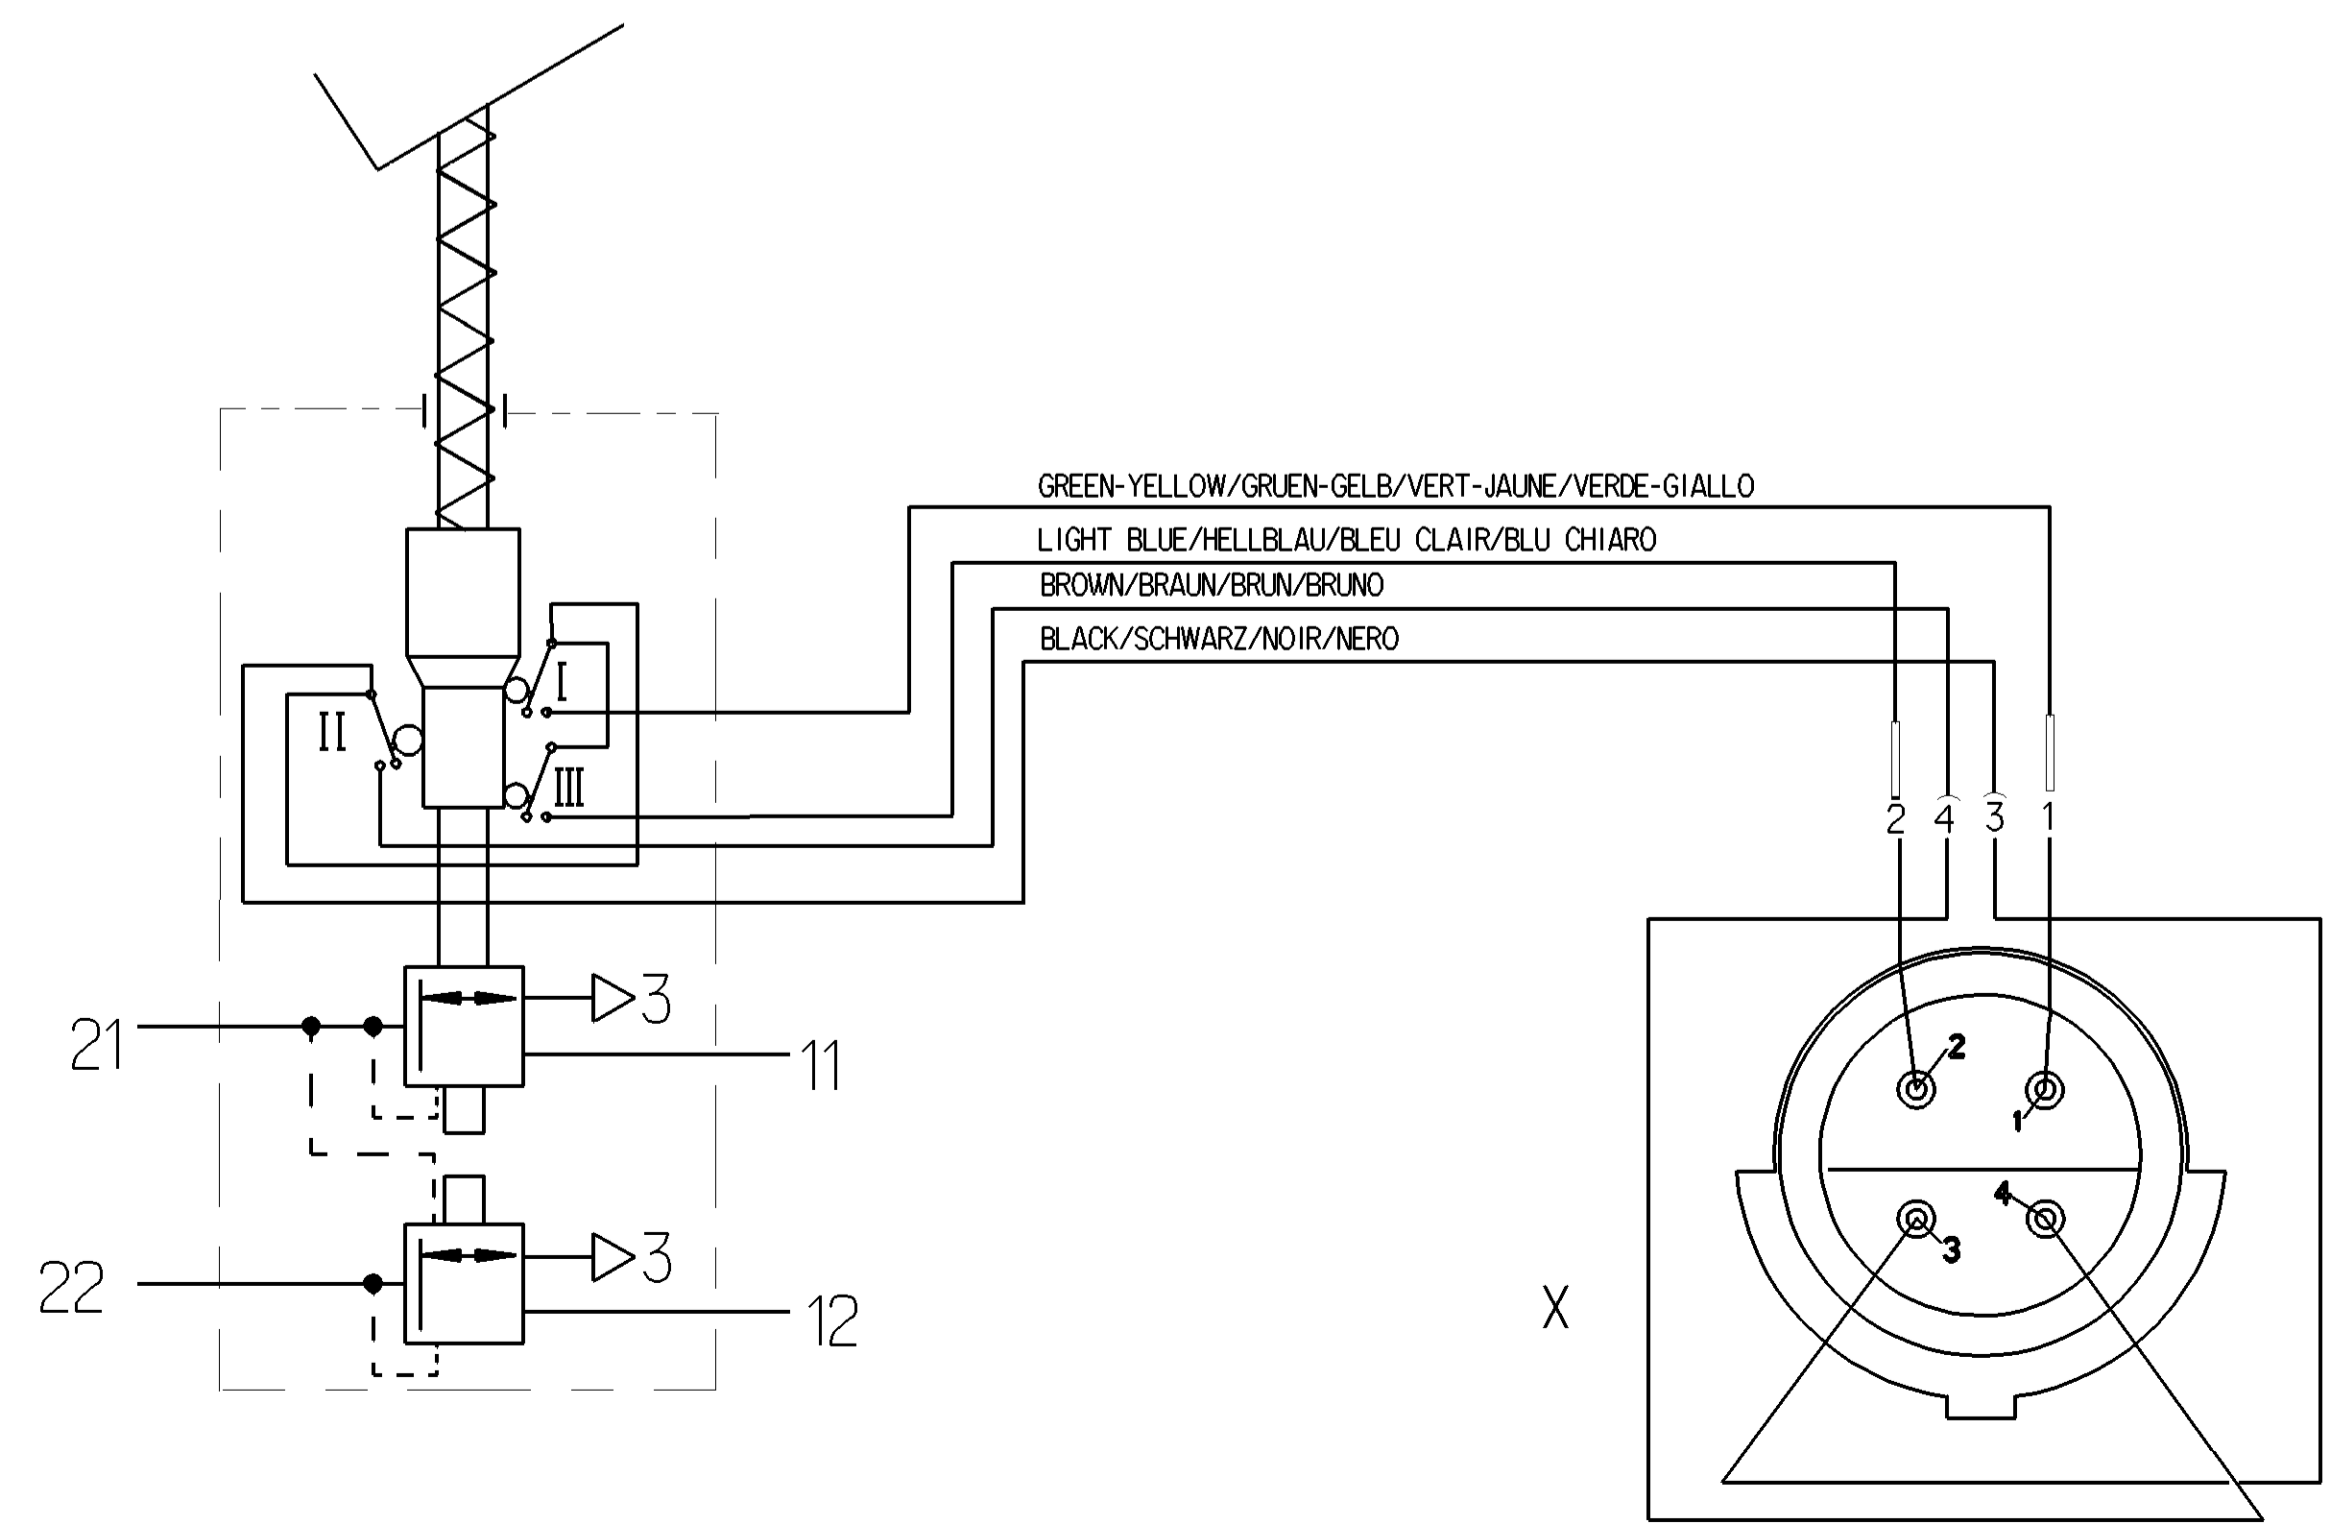 GREEN-YELLOW/GRUEN-GELB/VERT-JAUNE/VERDE-GIALLO
LIGHT BLUE/HELLBLAU/BLEU CLAIR/BLU CHIARO
BROWN/BRAUN/BRUN/BRUNO
BLACK/SCHWARZ/NOIR/NERO
I
II
III
2 4 3 1
3
21
11
2
1
4
3
3
22
12
X